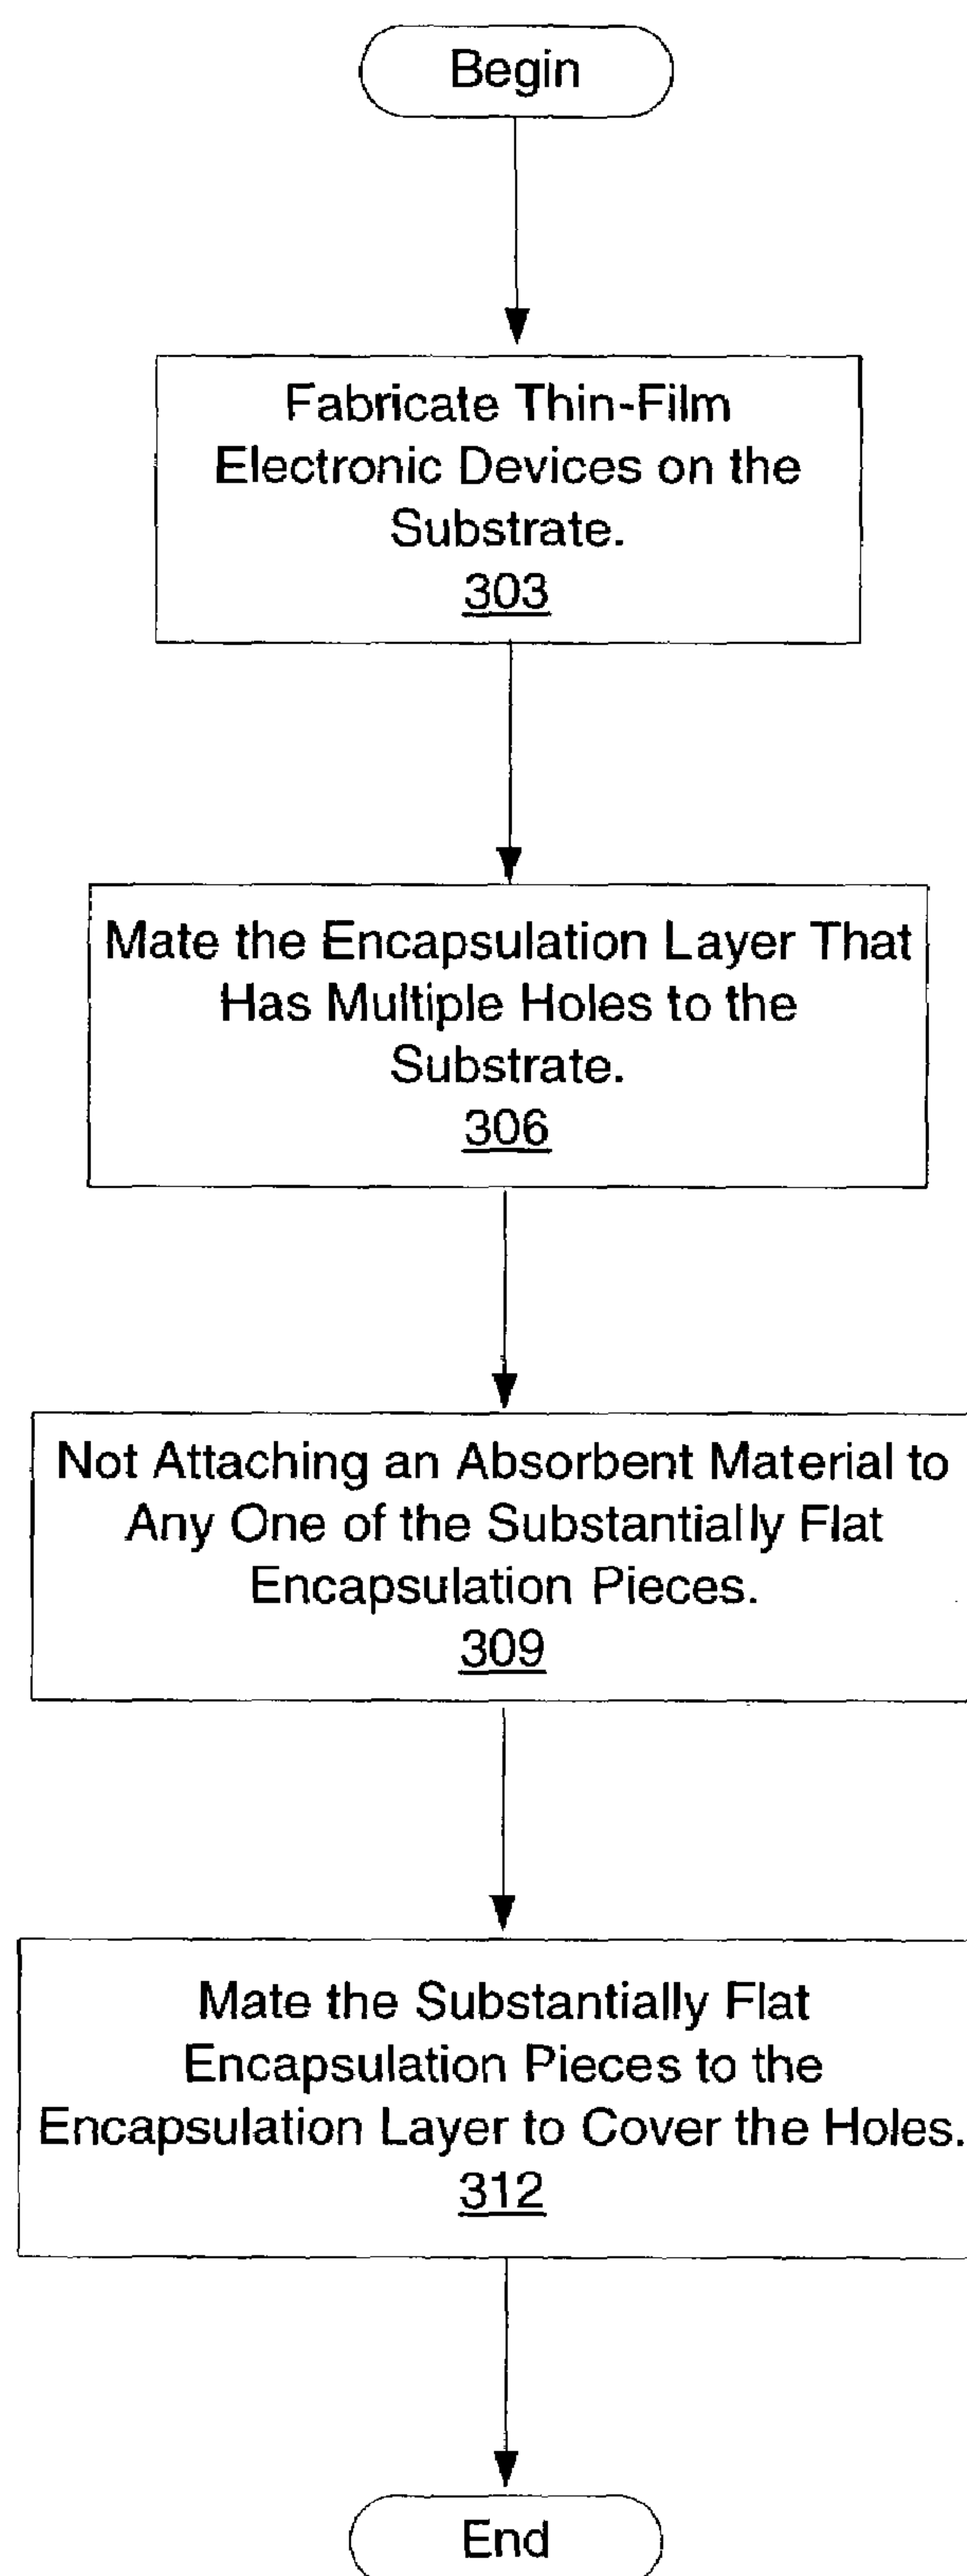 Begin
Fabricate Thin-Film
Electronic Devices on the
Substrate.
303
Mate the Encapsulation Layer That
Has Multiple Holes to the
Substrate.
306
Not Attaching an Absorbent Material to
Any One of the Substantially Flat
Encapsulation Pieces.
309
Mate the Substantially Flat
Encapsulation Pieces to the
Encapsulation Layer to Cover the Holes.
312
End